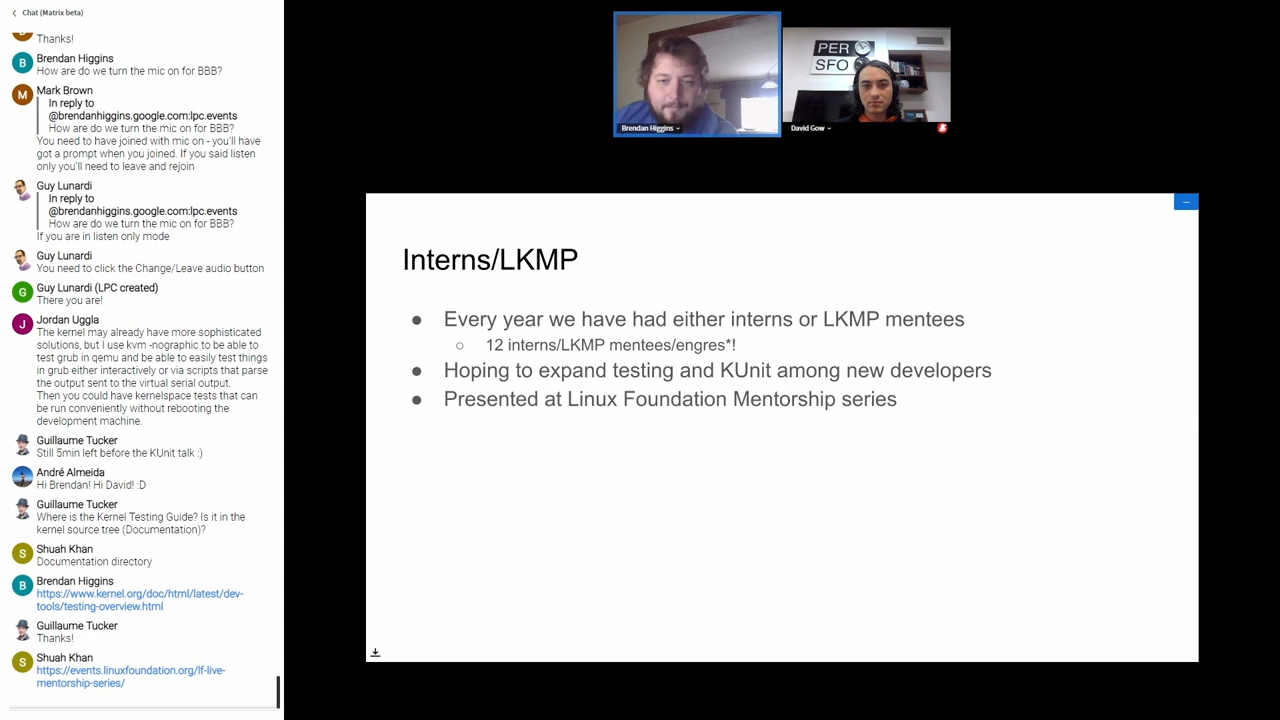 Chat (Matrix beta)
Thanks!
B
Brendan Higgins
How are do we turn the mic on for BBB?
M
Mark Brown
In reply to
@brendanhiggins.google.com:lpc.events
How are do we turn the mic on for BBB?
You need to have joined with mic on - you'll have
got a prompt when you joined. If you said listen
only you'll need to leave and rejoin
Guy Lunardi
In reply to
@brendanhiggins.google.com:lpc.events
How are do we turn the mic on for BBB?
If you are in listen only mode
Guy Lunardi
You need to click the Change/Leave audio button
G
Guy Lunardi (LPC created)
There you are!
J
Jordan Uggla
The kernel may already have more sophisticated
solutions, but I use kvm -nographic to be able to
test grub in qemu and be able to easily test things
in grub either interactively or via scripts that parse
the output sent to the virtual serial output.
Then you could have kernelspace tests that can
be run conveniently without rebooting the
development machine.
Guillaume Tucker
Still 5min left before the KUnit talk :)
André Almeida
Hi Brendan! Hi David! :D
Guillaume Tucker
Where is the Kernel Testing Guide? Is it in the
kernel source tree (Documentation)?
S
Shuah Khan
Documentation directory
B
Brendan Higgins
https://www.kernel.org/doc/html/latest/dev-
tools/testing-overview.html
Guillaume Tucker
Thanks!
S
Shuah Khan
https://events.linuxfoundation.org/lf-live-
mentorship-series/
Brendan Higgins
PER
SFO
David Gow
Interns/LKMP
● Every year we have had either interns or LKMP mentees
○ 12 interns/LKMP mentees/engres*!
● Hoping to expand testing and KUnit among new developers
● Presented at Linux Foundation Mentorship series